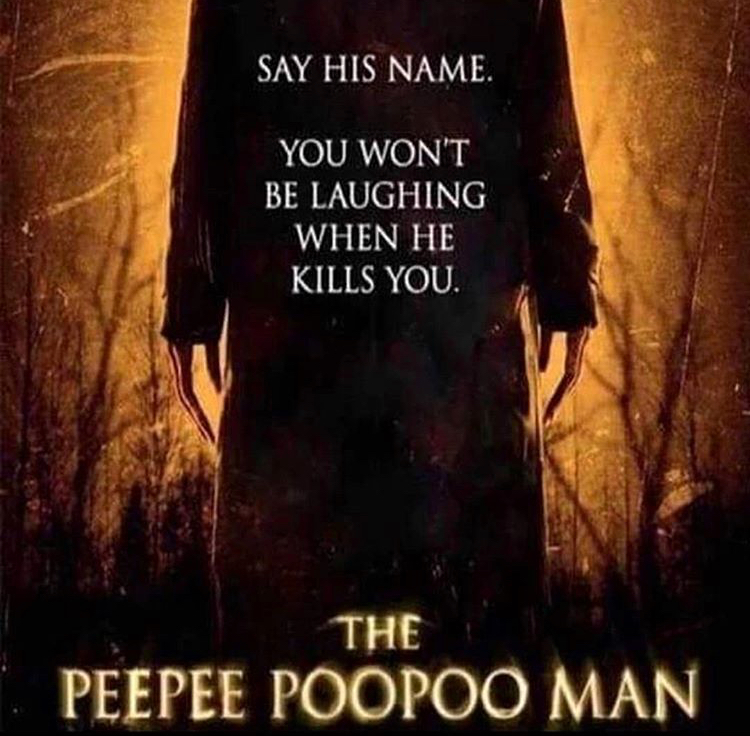 SAY HIS NAME.
YOU WON'T
BE LAUGHING
WHEN HE
KILLS YOU.
THE
PEEPEE POOPOO MAN